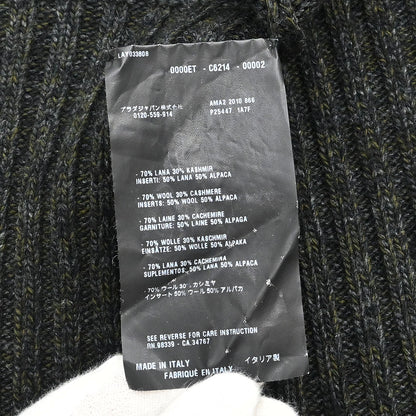 LAY033808
0000ET - C6214 - 00002
プラダジャパン株式会社
0120-559-914
AMA2 2010 866
P25447 1A7F
- 70% LANA 30% KASHMIR
INSERTI: 50% LANA 50% ALPACA
- 70% WOOL 30% CASHMERE
INSERTS: 50% WOOL 50% ALPACA
- 70% LAINE 30% CACHEMIRE
GARNITURE: 50% LAINE 50% ALPAGA
- 70% WOLLE 30% KASCHMIR
EINSÄTZE: 50% WOLLE 50% ALPAKA
- 70% LANA 30% CACHEMIRA
SUPLEMENTOS: 50% LANA 50% ALPACA
- 70% ウール 30% カシミヤ
インサート 50% ウール 50% アルパカ
SEE REVERSE FOR CARE INSTRUCTION
RN.98339 - CA.34767
MADE IN ITALY イタリア製
FABRIQUÉ EN ITALY